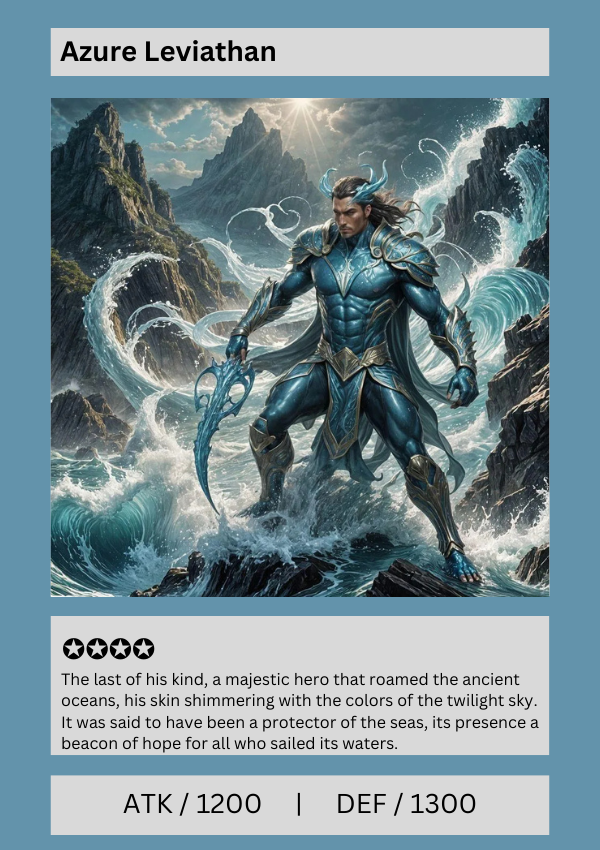 Azure Leviathan
✪✪✪✪
The last of his kind, a majestic hero that roamed the ancient
oceans, his skin shimmering with the colors of the twilight sky.
It was said to have been a protector of the seas, its presence a
beacon of hope for all who sailed its waters.
ATK / 1200 | DEF / 1300